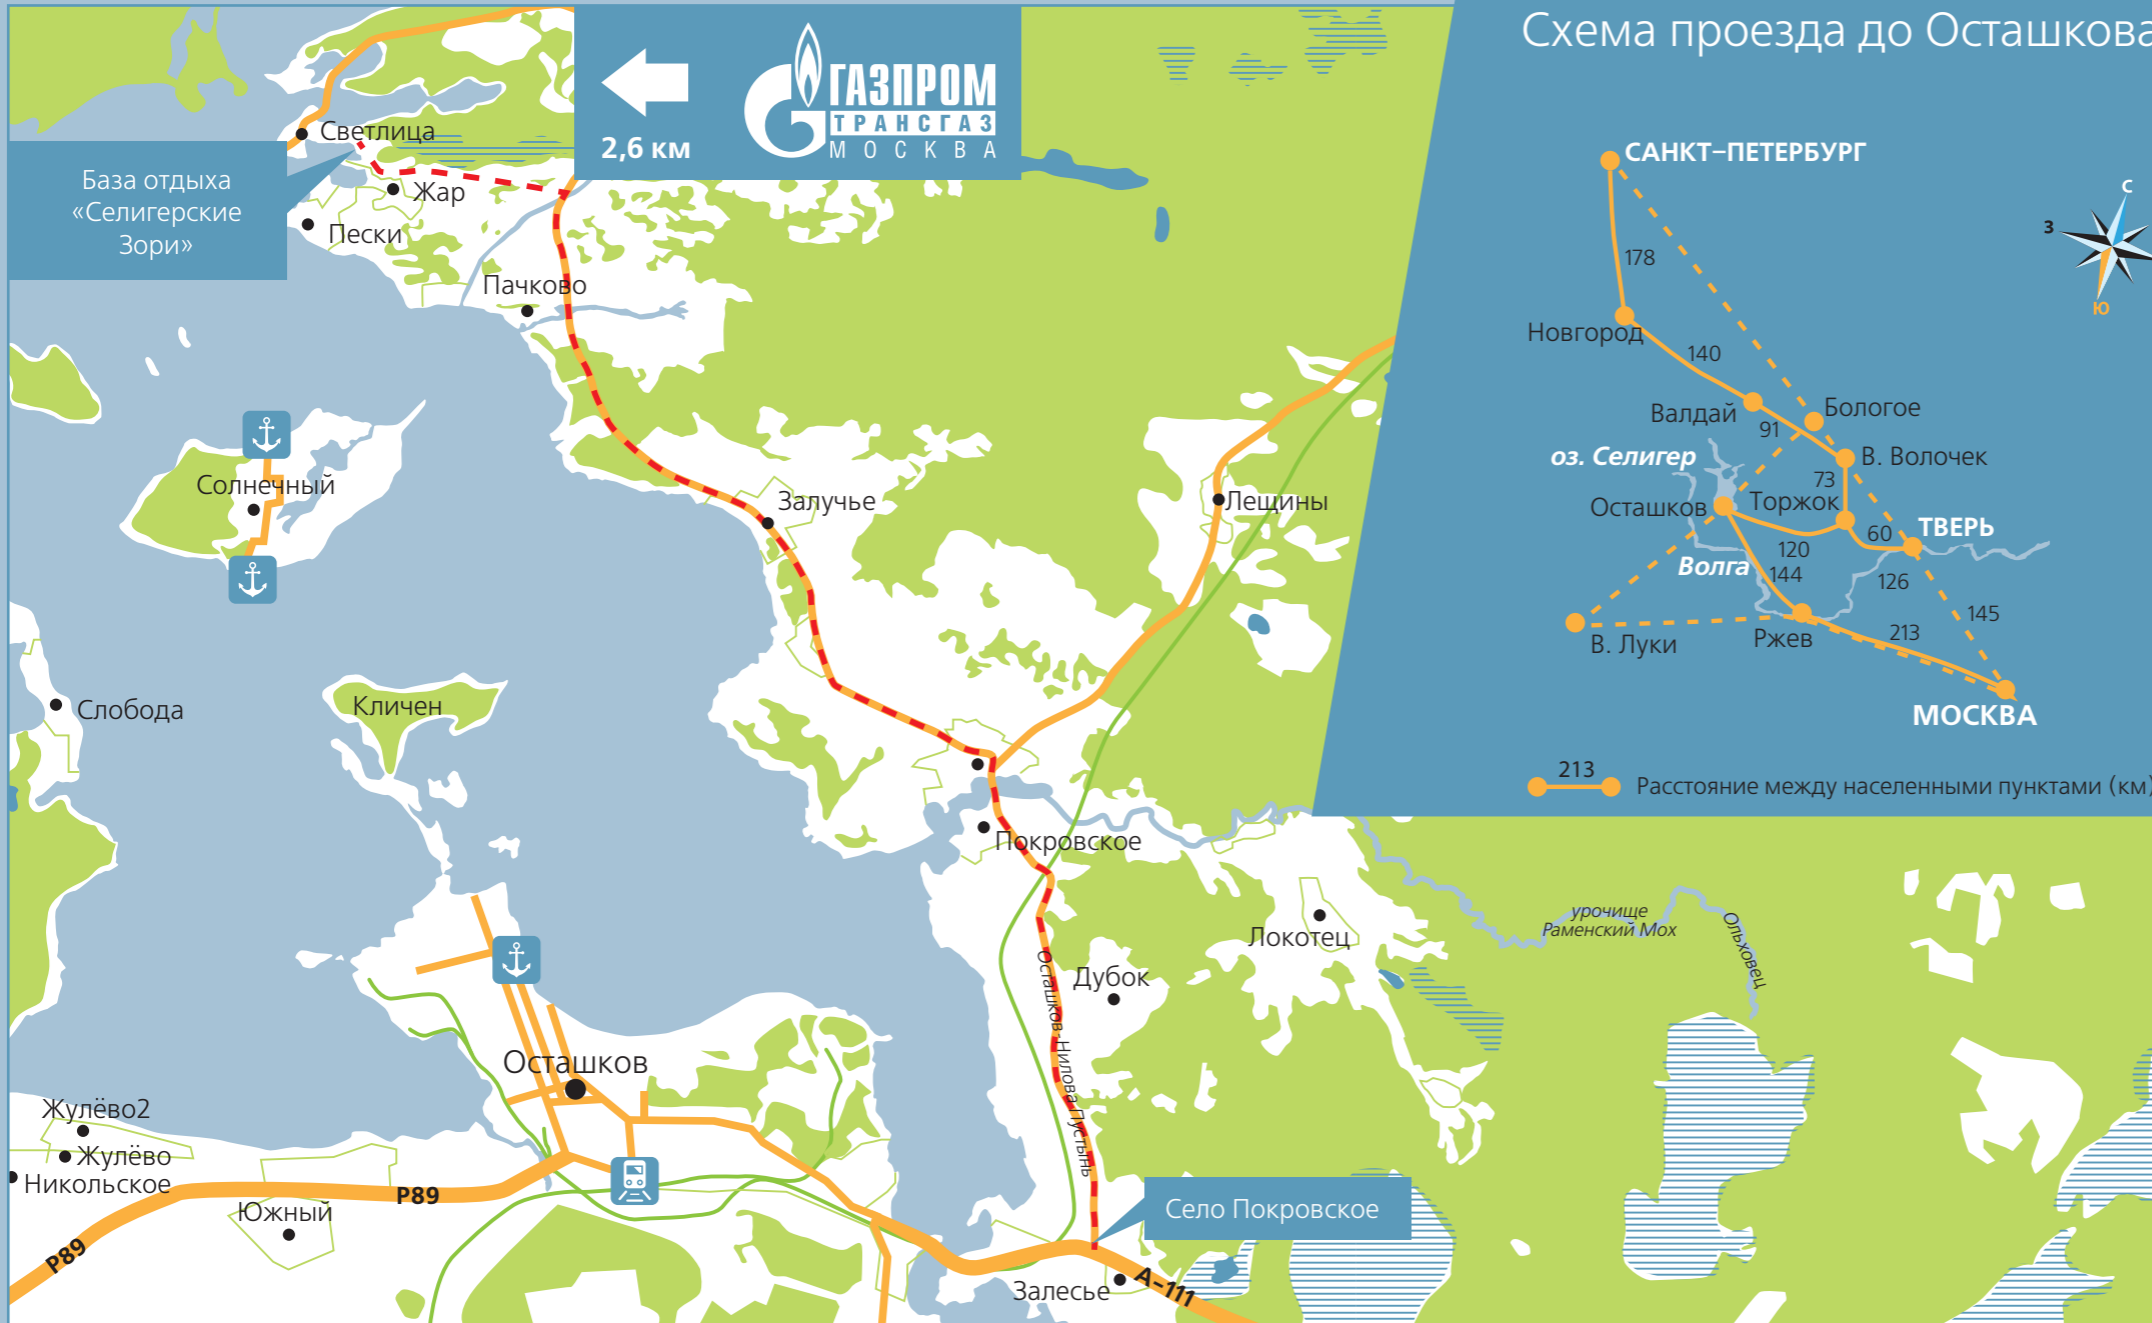 Схема проезда до Осташкова
ГАЗПРОМ
ТРАНСГАЗ
МОСКВА
2,6 км
Светлица
База отдыха
«Селигерские
Зори»
Жар
Пески
Пачково
Солнечный
Залучье
Лещины
Слобода
Кличен
Покровское
Локотец
Дубок
урочище
Раменский Мох
Ольховец
Осташков-Нилова Пустынь
Осташков
Жулёво2
Жулёво
Никольское
Южный
Р89
Р89
Село Покровское
Залесье
А-111
САНКТ-ПЕТЕРБУРГ
С
З
Ю
178
Новгород
140
Валдай
Бологое
91
оз. Селигер
В. Волочек
73
Осташков
Торжок
60
ТВЕРЬ
120
Волга
144
126
145
В. Луки
Ржев
213
МОСКВА
213
Расстояние между населенными пунктами (км)